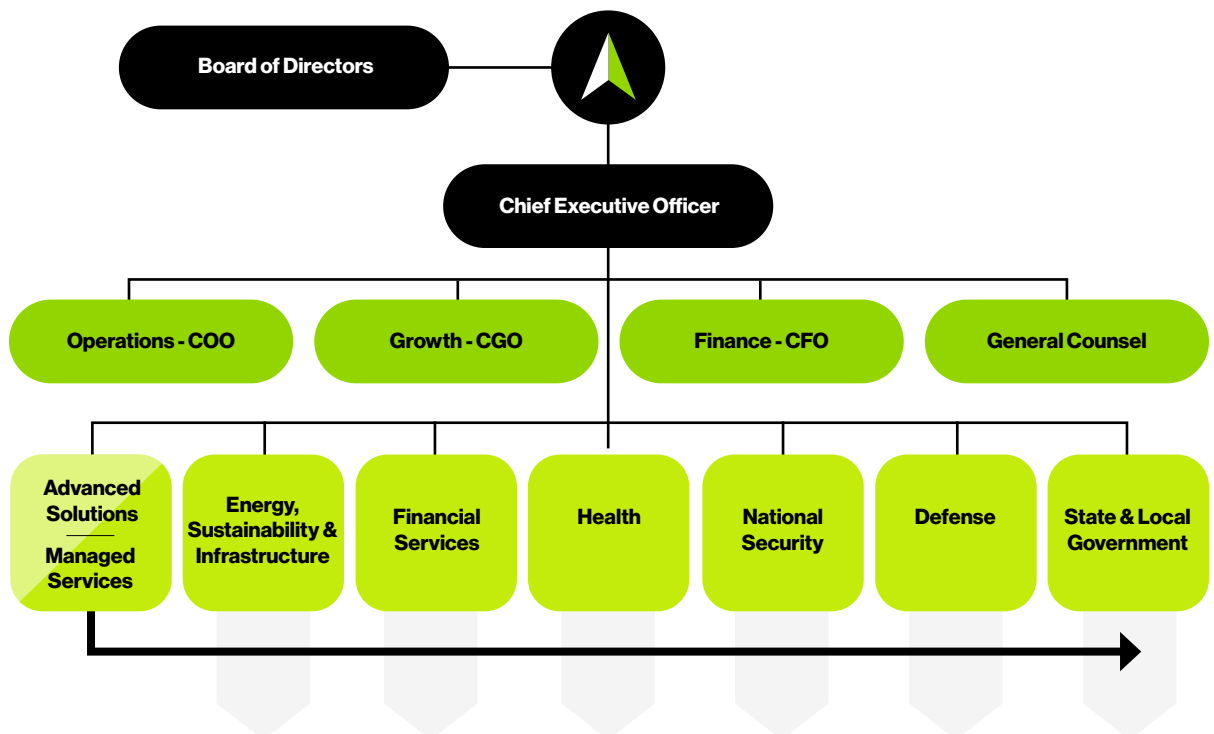 Board of Directors
Chief Executive Officer
Operations - COO
Growth - CGO
Finance - CFO
General Counsel
Advanced
Solutions
Managed
Services
Energy,
Sustainability &
Infrastructure
Financial
Services
Health
National
Security
Defense
State & Local
Government